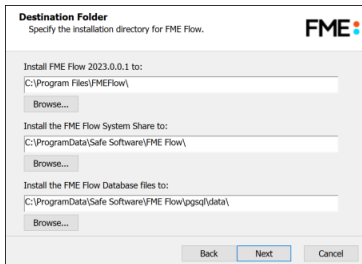 Destination Folder
Specify the installation directory for FME Flow.
FME
Install FME Flow 2023.0.0.1 to:
C:\Program Files\FMEFlow\
Browse...
Install the FME Flow System Share to:
C:\ProgramData\Safe Software\FME Flow\
Browse...
Install the FME Flow Database files to:
C:\ProgramData\Safe Software\FME Flow\pgsql\data\
Browse...
Back Next Cancel